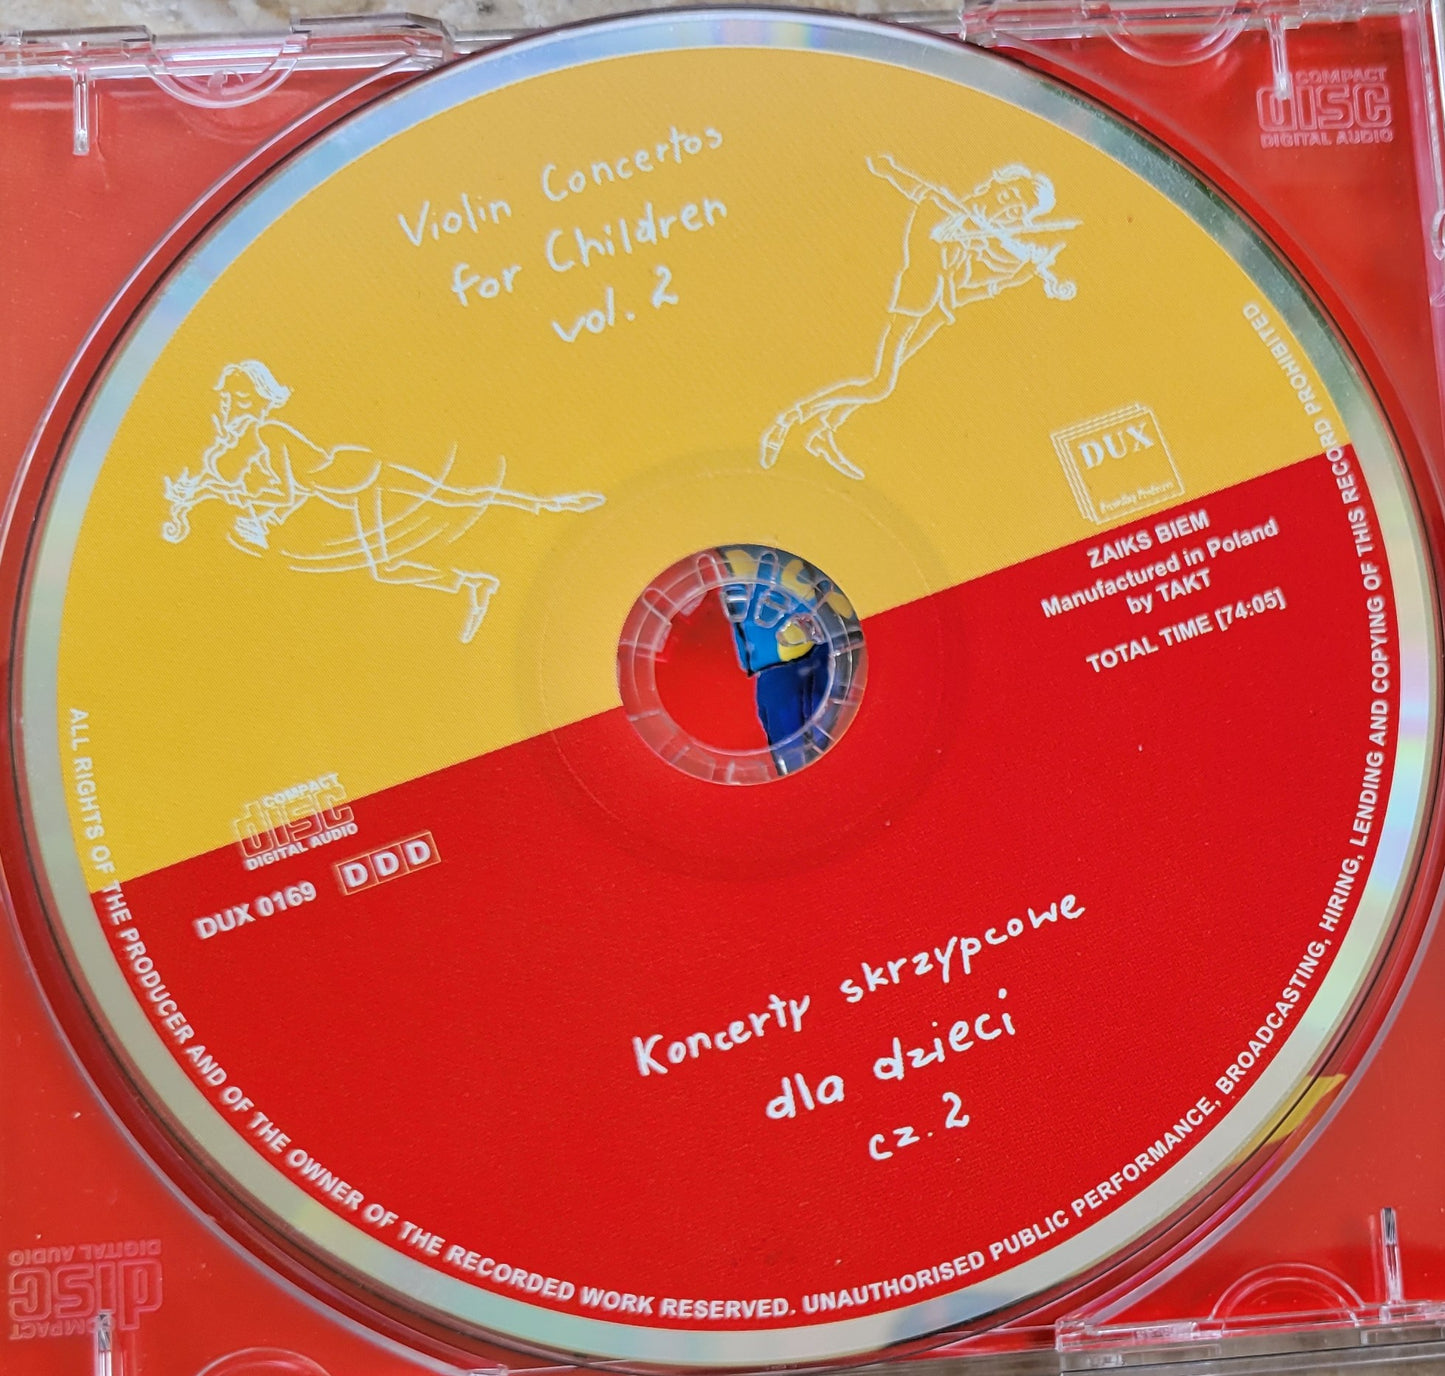 COMPACT
disc
DIGITAL AUDIO
Violin Concertos
for Children
vol. 2
DUX
Recording Producers
ZAIKS BIEM
Manufactured in Poland
by TAKT
TOTAL TIME [74:05]
COMPACT
disc
DIGITAL AUDIO
DUX 0169
DDD
Koncerty skrzypcowe
dla dzieci
cz. 2
ALL RIGHTS OF THE PRODUCER AND OF THE OWNER OF THE RECORDED WORK RESERVED. UNAUTHORISED PUBLIC PERFORMANCE, BROADCASTING, HIRING, LENDING AND COPYING OF THIS RECORD PROHIBITED
COMPACT
disc
DIGITAL AUDIO